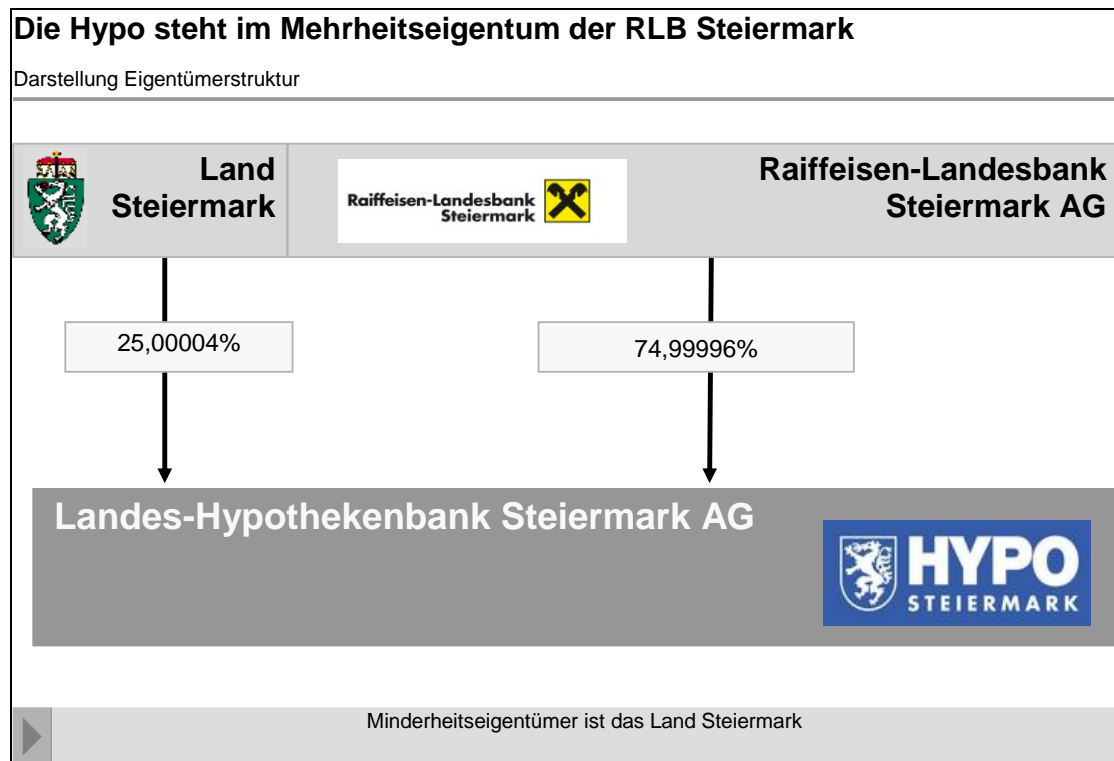 Die Hypo steht im Mehrheitseigentum der RLB Steiermark
Darstellung Eigentümerstruktur
Land
Steiermark
Raiffeisen-Landesbank
Steiermark
Raiffeisen-Landesbank
Steiermark AG
25,00004%
74,99996%
Landes-Hypothekenbank Steiermark AG
HYPO
STEIERMARK
Minderheitseigentümer ist das Land Steiermark